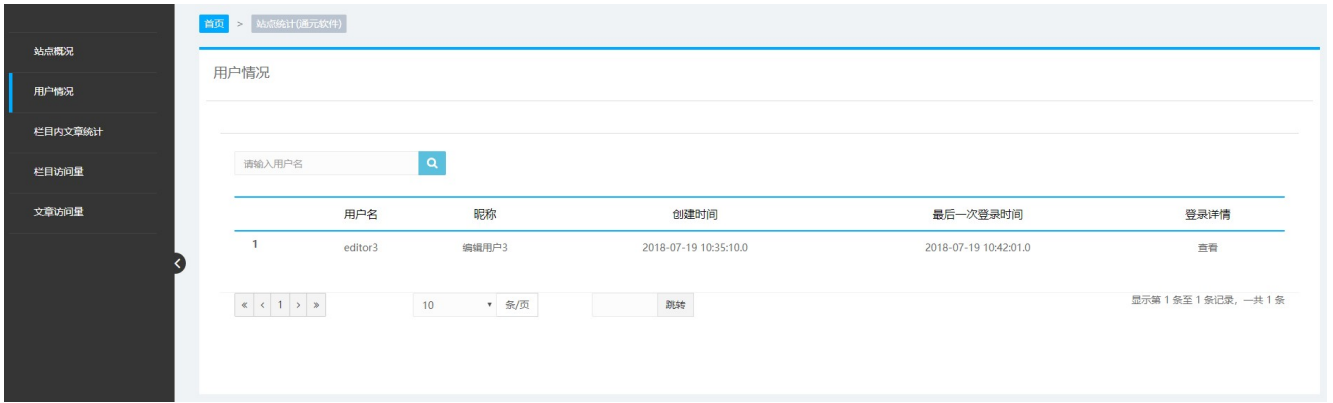 首页 > 站点统计(通元软件)
站点概况
用户情况
栏目内文章统计
栏目访问量
文章访问量
用户情况
请输入用户名
用户名 昵称 创建时间 最后一次登录时间 登录详情
1 editor3 编辑用户3 2018-07-19 10:35:10.0 2018-07-19 10:42:01.0 查看
« ‹ 1 › » 10 条/页 跳转 显示第 1 条至 1 条记录，一共 1 条